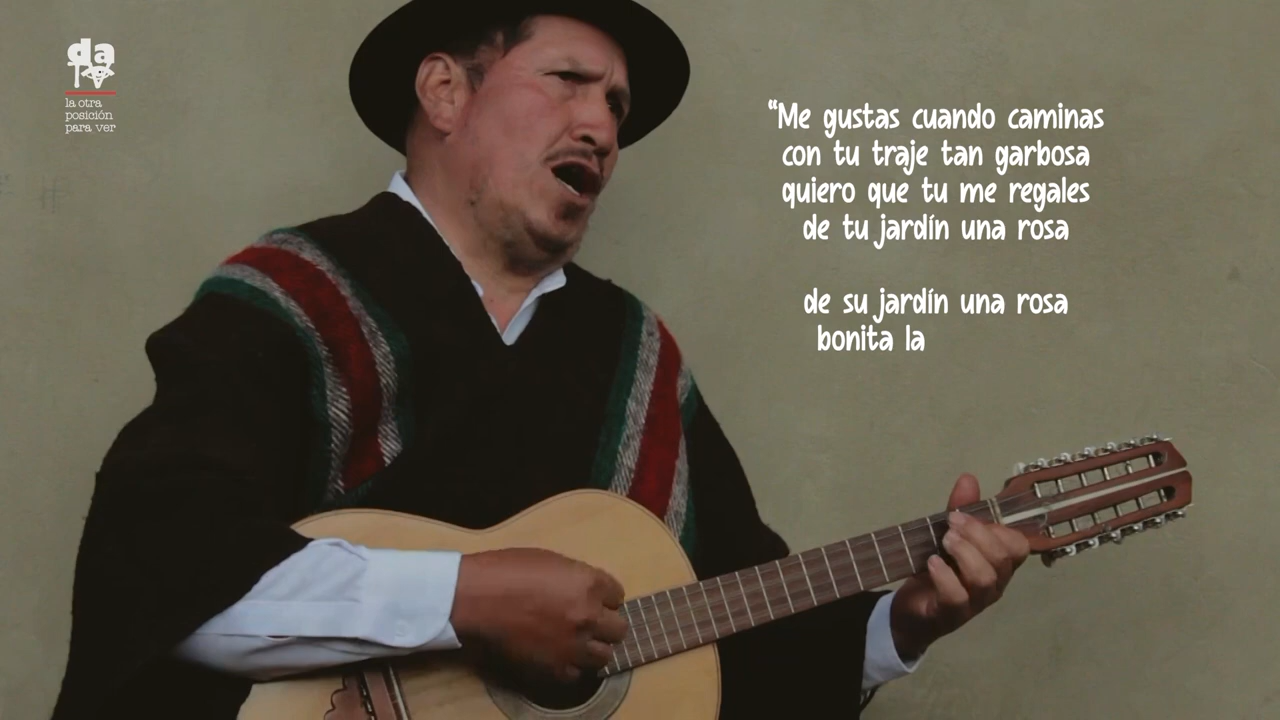 da
tv
la otra
posición
para ver
“Me gustas cuando caminas
con tu traje tan garbosa
quiero que tu me regales
de tu jardín una rosa
de su jardín una rosa
bonita la